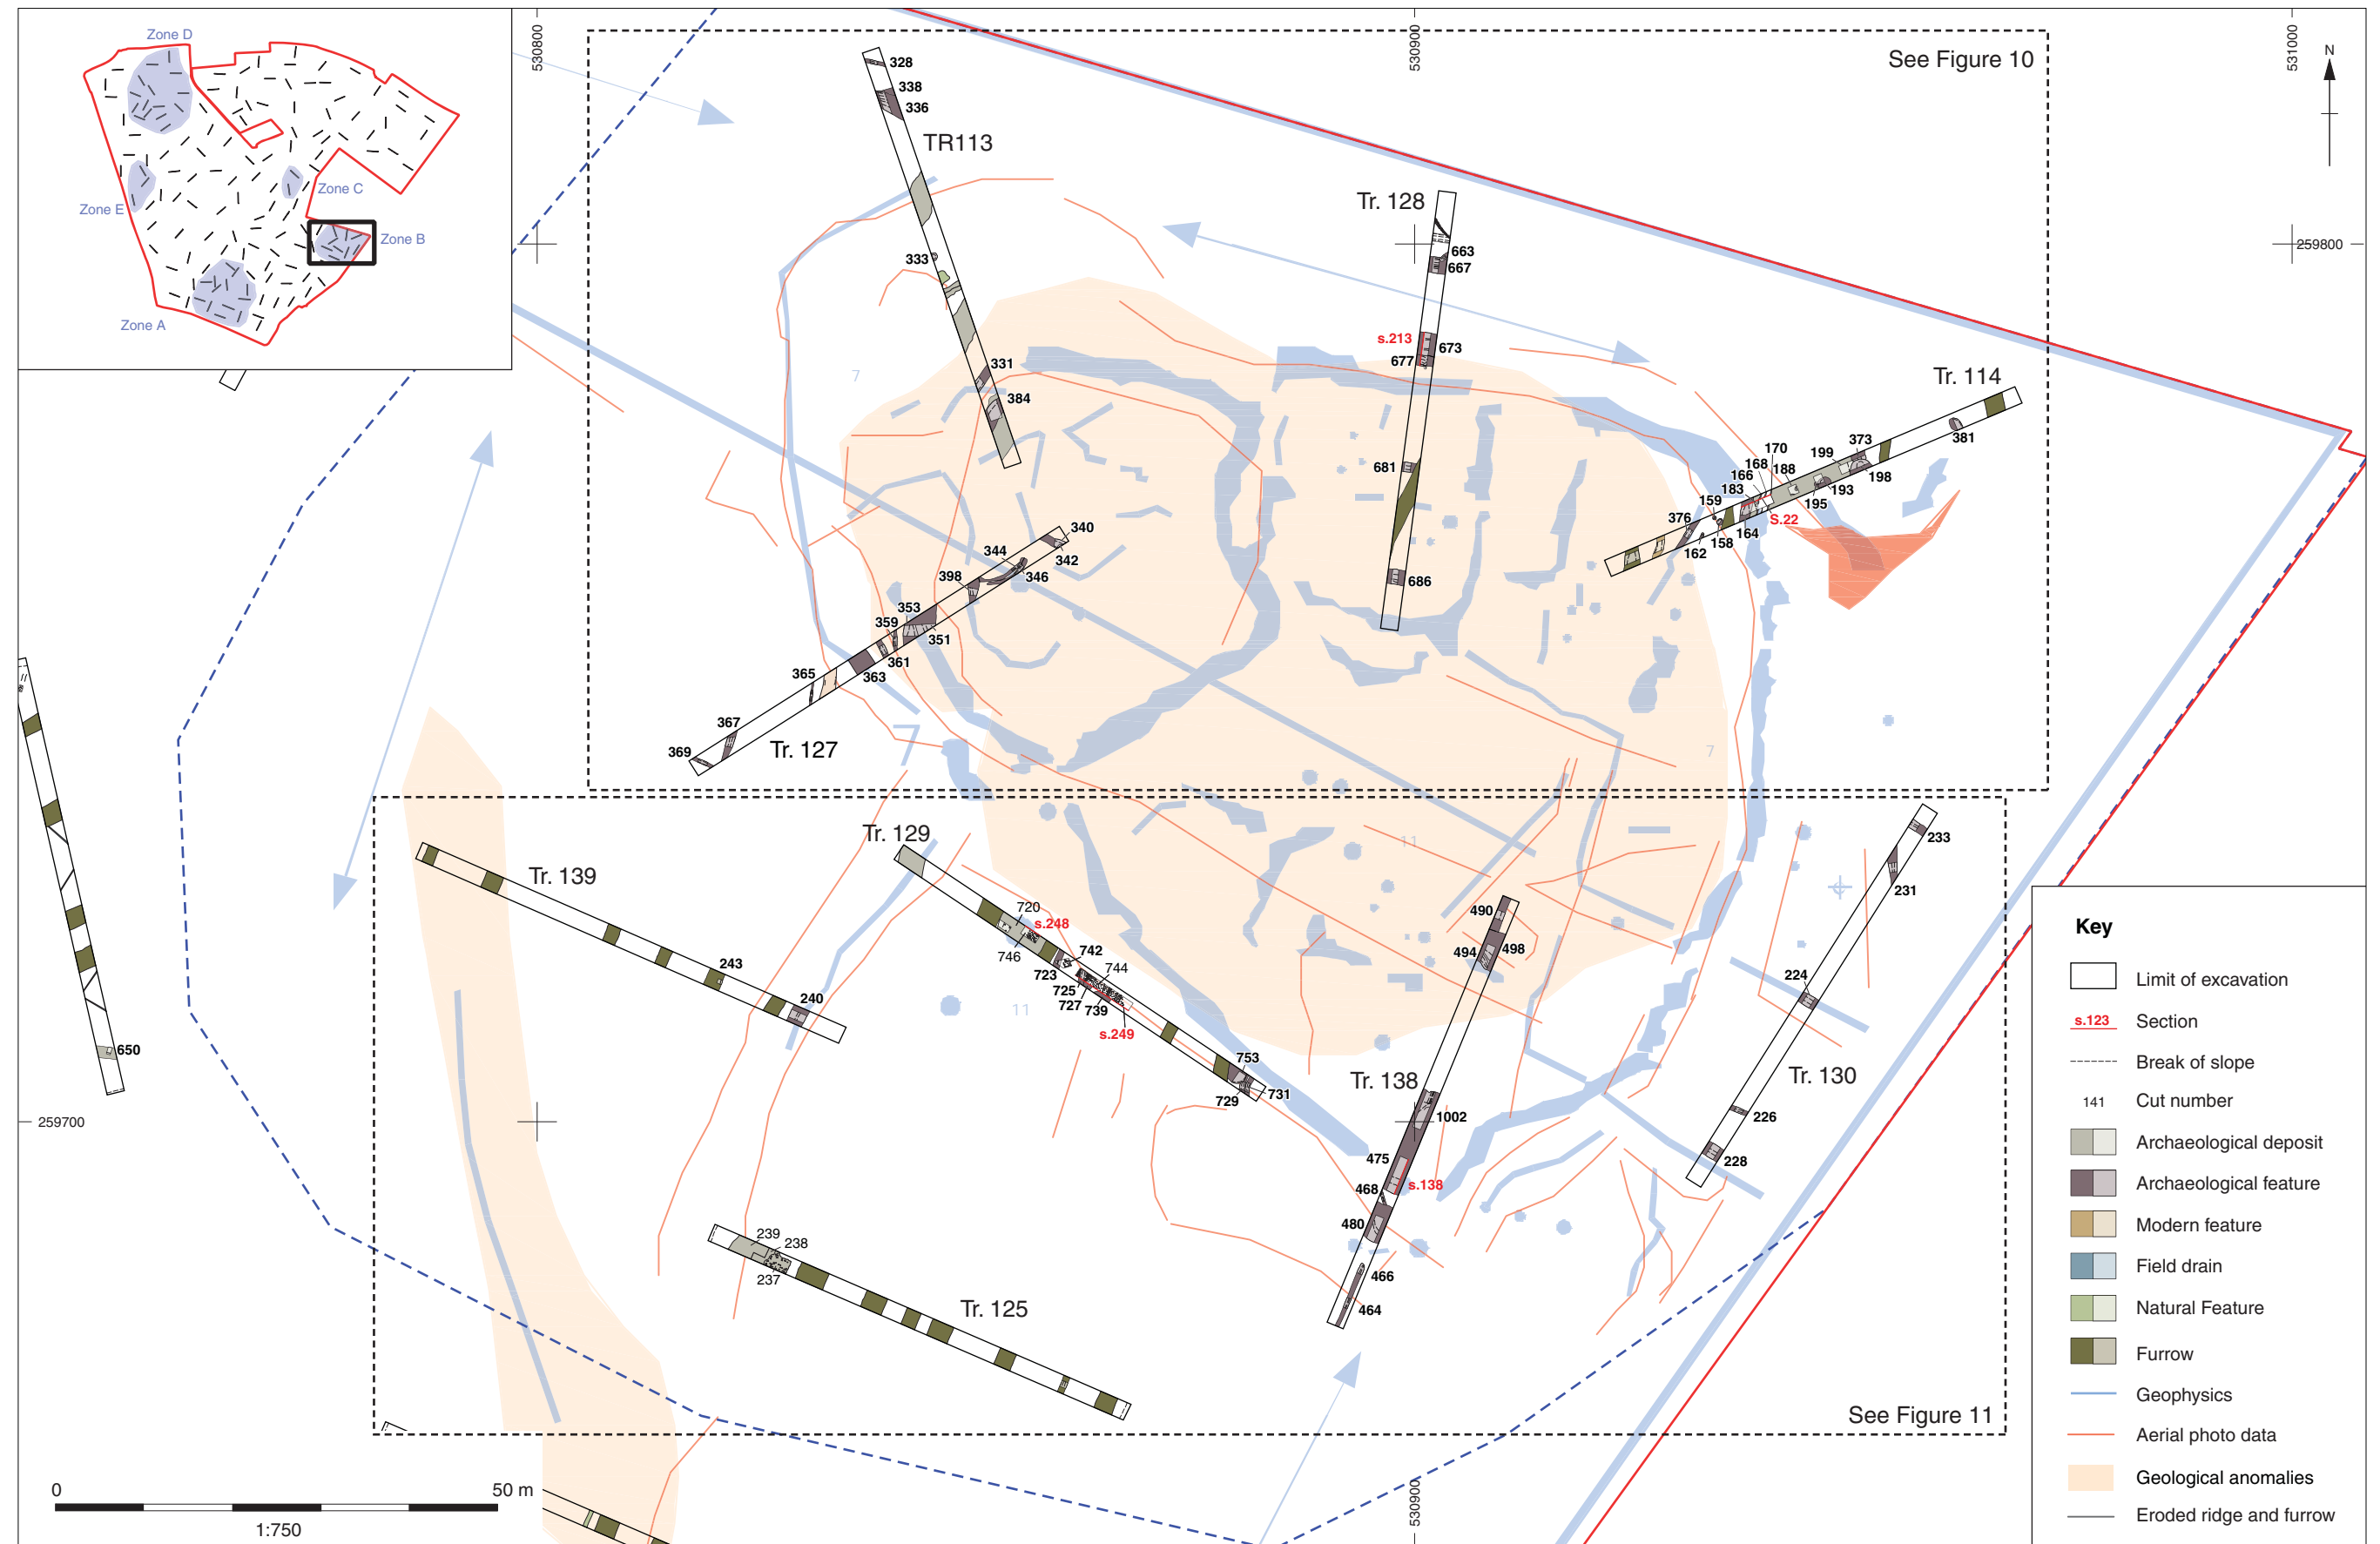 Zone D
Zone E
Zone C
Zone B
Zone A
530800
530900
531000
N
See Figure 10
259800
328
338
336
TR113
333
331
384
Tr. 128
663
667
s.213
673
677
681
686
Tr. 114
381
373
199
170
168
188
166
183
159
376
198
193
195
S.22
164
158
162
7
340
342
344
346
398
353
359
351
361
363
365
367
369
Tr. 127
7
7
11
Tr. 129
Tr. 139
720
s.248
746
742
744
723
725
727
739
s.249
243
240
11
753
731
729
490
494
498
Tr. 138
1002
475
s.138
468
480
466
464
233
231
224
Tr. 130
226
228
650
259700
239
238
237
Tr. 125
See Figure 11
530900
0
50 m
1:750
Key
Limit of excavation
s.123 Section
Break of slope
141 Cut number
Archaeological deposit
Archaeological feature
Modern feature
Field drain
Natural Feature
Furrow
Geophysics
Aerial photo data
Geological anomalies
Eroded ridge and furrow